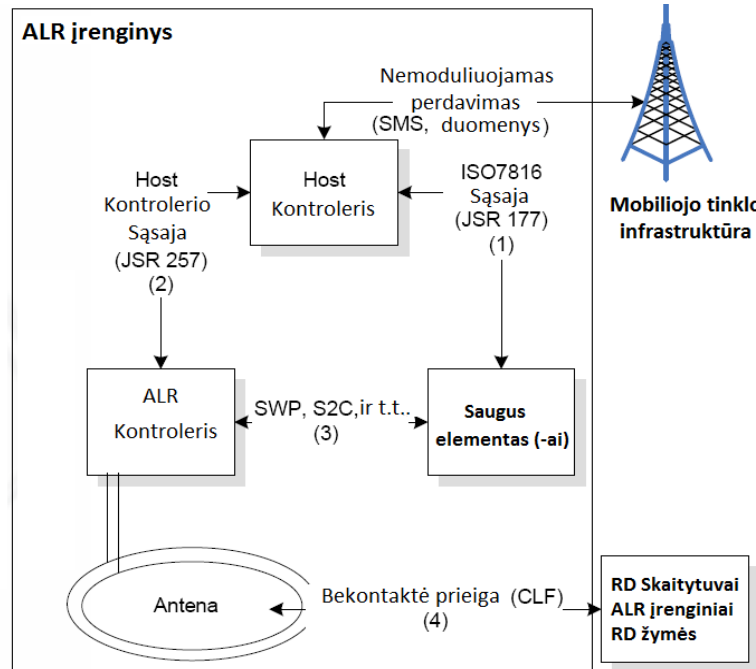 ALR įrenginys
Nemoduliuojamas
perdavimas
(SMS, duomenys)
Host
Kontrolerio
Sąsaja
(JSR 257)
(2)
Host
Kontroleris
ISO7816
Sąsaja
(JSR 177)
(1)
Mobiliojo tinklo
infrastruktūra
ALR
Kontroleris
SWP, S2C,ir t.t..
(3)
Saugus
elementas (-ai)
Antena
Bekontaktė prieiga (CLF)
(4)
RD Skaitytuvai
ALR įrenginiai
RD žymės